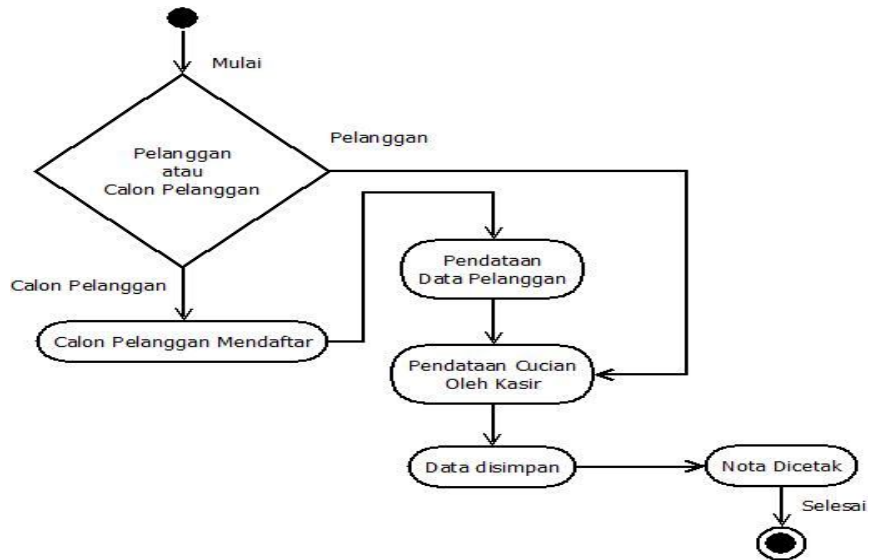 Mulai
Pelanggan
Pelanggan
atau
Calon Pelanggan
Calon Pelanggan
Pendataan
Data Pelanggan
Calon Pelanggan Mendaftar
Pendataan Cucian
Oleh Kasir
Data disimpan
Nota Dicetak
Selesai